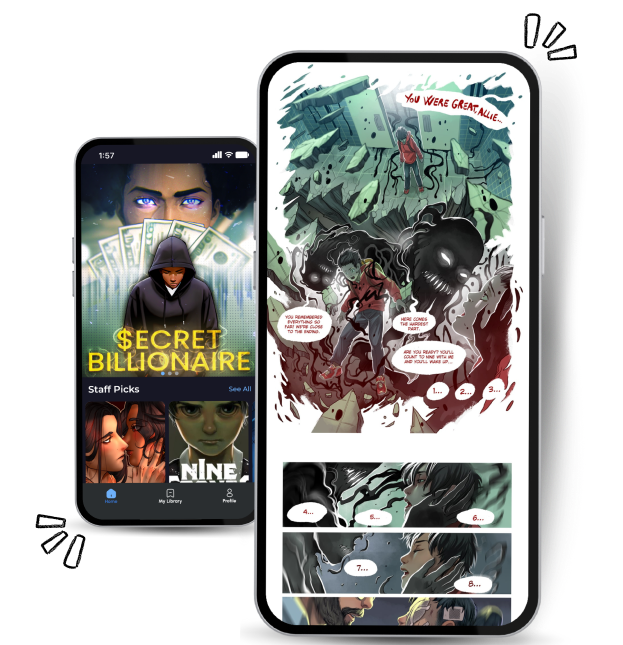 1:57
$ECRET
BILLIONAIRE
Staff Picks
See All
NINE
Home
My Library
Profile
YOU WERE GREAT, ALLIE...
YOU REMEMBERED
EVERYTHING SO
FAR! WE'RE CLOSE
TO THE ENDING.
HERE COMES
THE HARDEST
PART.
ARE YOU READY? YOU'LL
COUNT TO NINE WITH ME
AND YOU'LL WAKE UP...
1...
2...
3...
4...
5...
6...
7...
8...